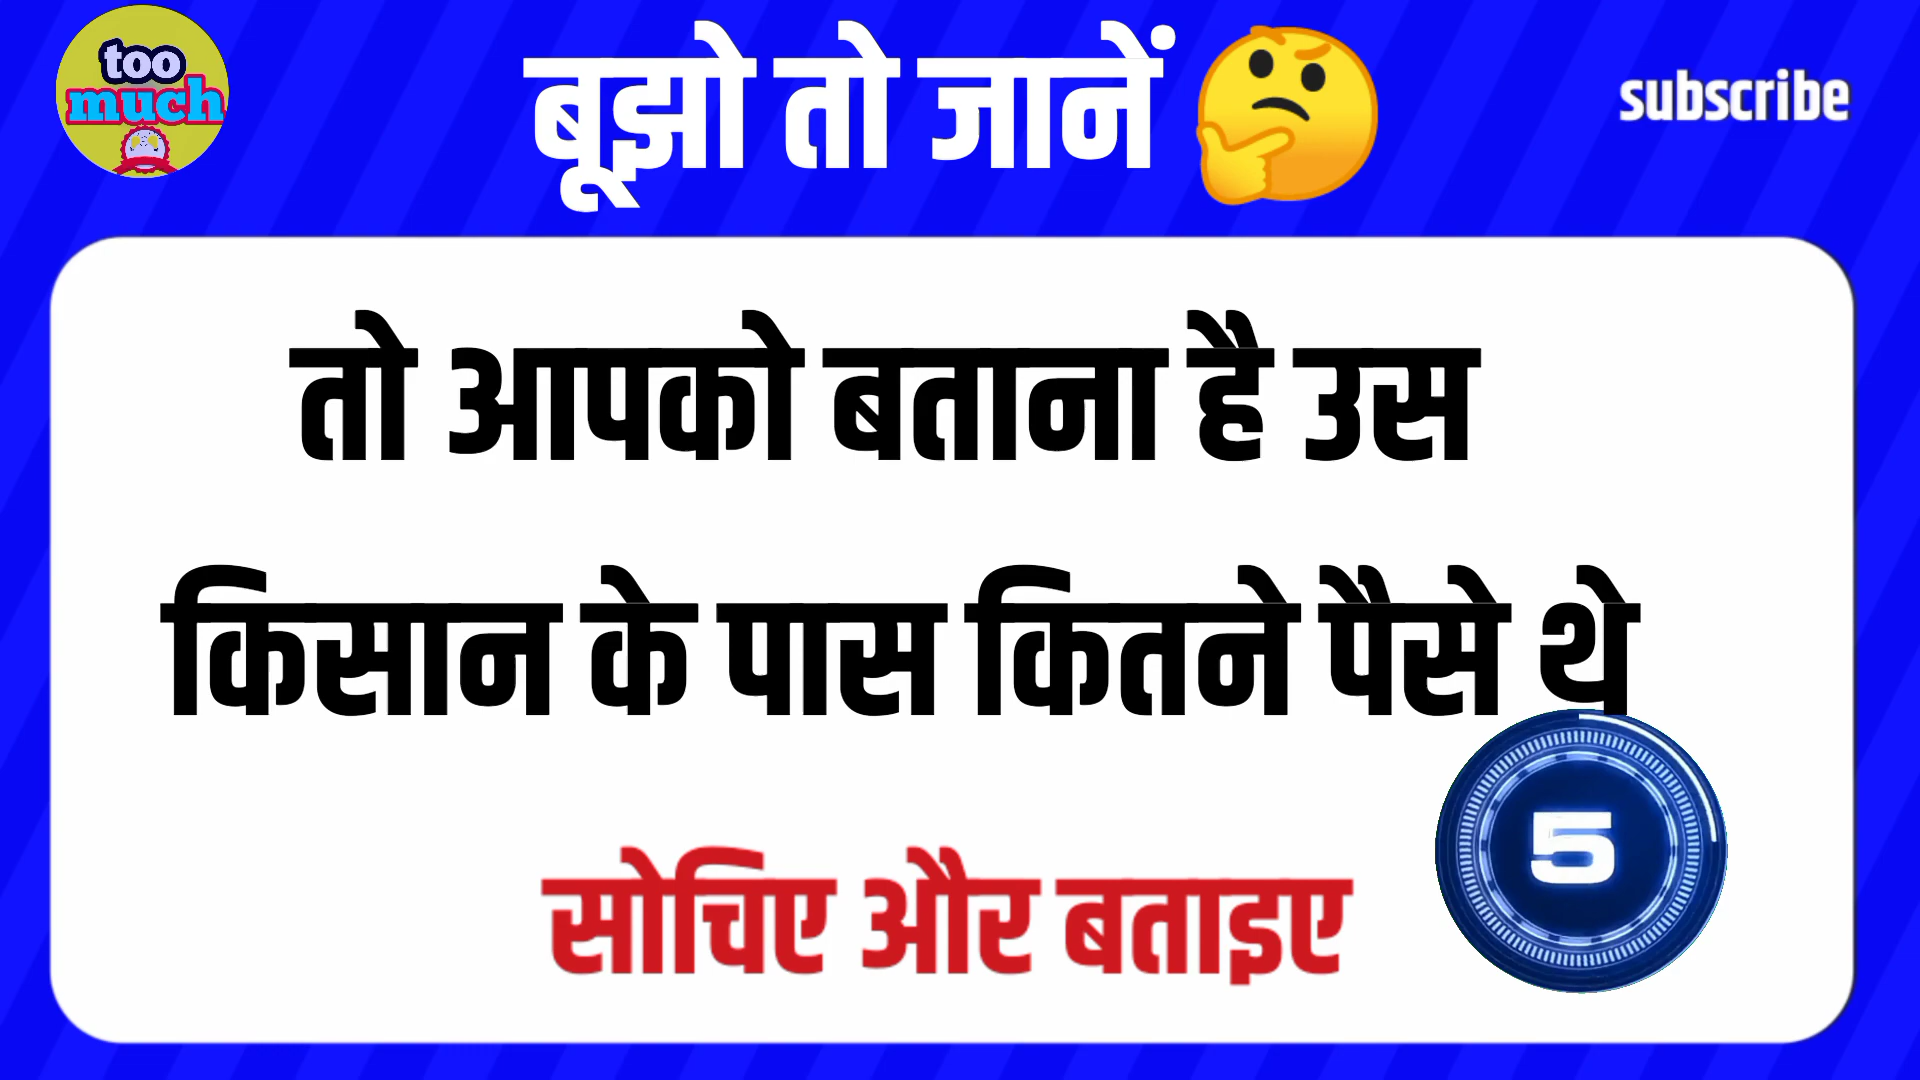 too
much
बूझो तो जानें
subscribe
तो आपको बताना है उस
किसान के पास कितने पैसे थे
सोचिए और बताइए
5